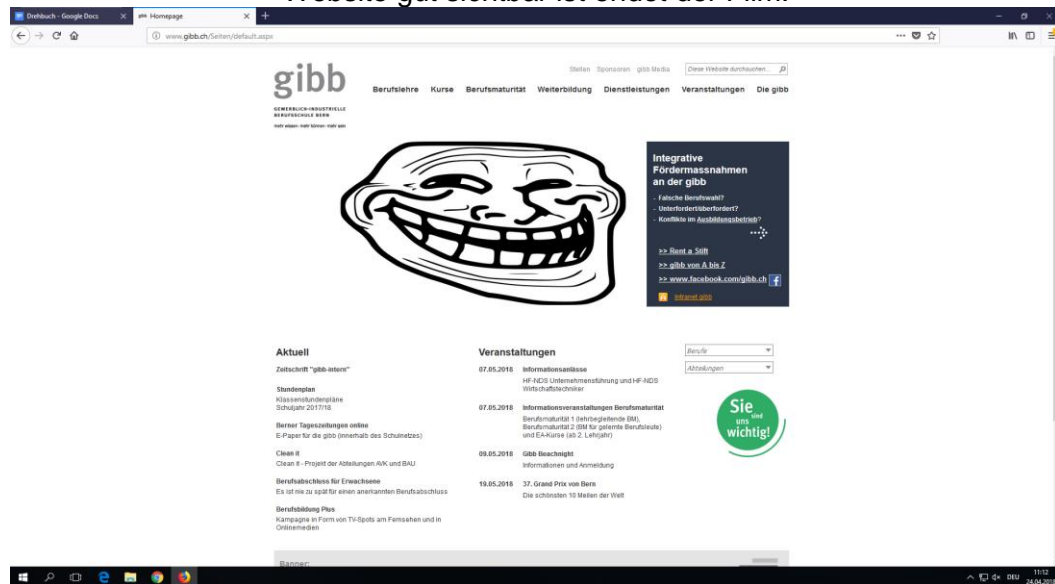 Website gut sichtbar ist endet der Film.
Drehbuch - Google Docs
Homepage
www.gibb.ch/Seiten/default.aspx
gibb
GEWERBLICH-INDUSTRIELLE
BERUFSSCHULE BERN
mehr wissen - mehr können - mehr sein
Stellen Sponsoren gibb Media
Diese Website durchsuchen...
Berufslehre Kurse Berufsmaturität Weiterbildung Dienstleistungen Veranstaltungen Die gibb
Integrative
Fördermassnahmen
an der gibb
- Falsche Berufswahl?
- Unterfordert/überfordert?
- Konflikte im Ausbildungsbetrieb?
>> Rent a Stift
>> gibb von A bis Z
>> www.facebook.com/gibb.ch
Intranet gibb
Aktuell
Zeitschrift "gibb-intern"
Stundenplan
Klassenstundenpläne
Schuljahr 2017/18
Berner Tageszeitungen online
E-Paper für die gibb (innerhalb des Schulnetzes)
Clean it
Clean it - Projekt der Abteilungen AVK und BAU
Berufsabschluss für Erwachsene
Es ist nie zu spät für einen anerkannten Berufsabschluss
Berufsbildung Plus
Kampagne in Form von TV-Spots am Fernsehen und in
Onlinemedien
Veranstaltungen
07.05.2018 Informationsanlässe
HF-NDS Unternehmensführung und HF-NDS
Wirtschaftstechniker
07.05.2018 Informationsveranstaltungen Berufsmaturität
Berufsmaturität 1 (lehrbegleitende BM),
Berufsmaturität 2 (BM für gelernte Berufsleute)
und EA-Kurse (ab 2. Lehrjahr)
09.05.2018 Gibb Beachnight
Informationen und Anmeldung
19.05.2018 37. Grand Prix von Bern
Die schönsten 10 Meilen der Welt
Berufe
Abteilungen
Sie
sind
uns
wichtig!
Banner:
DEU
11:12
24.04.2018